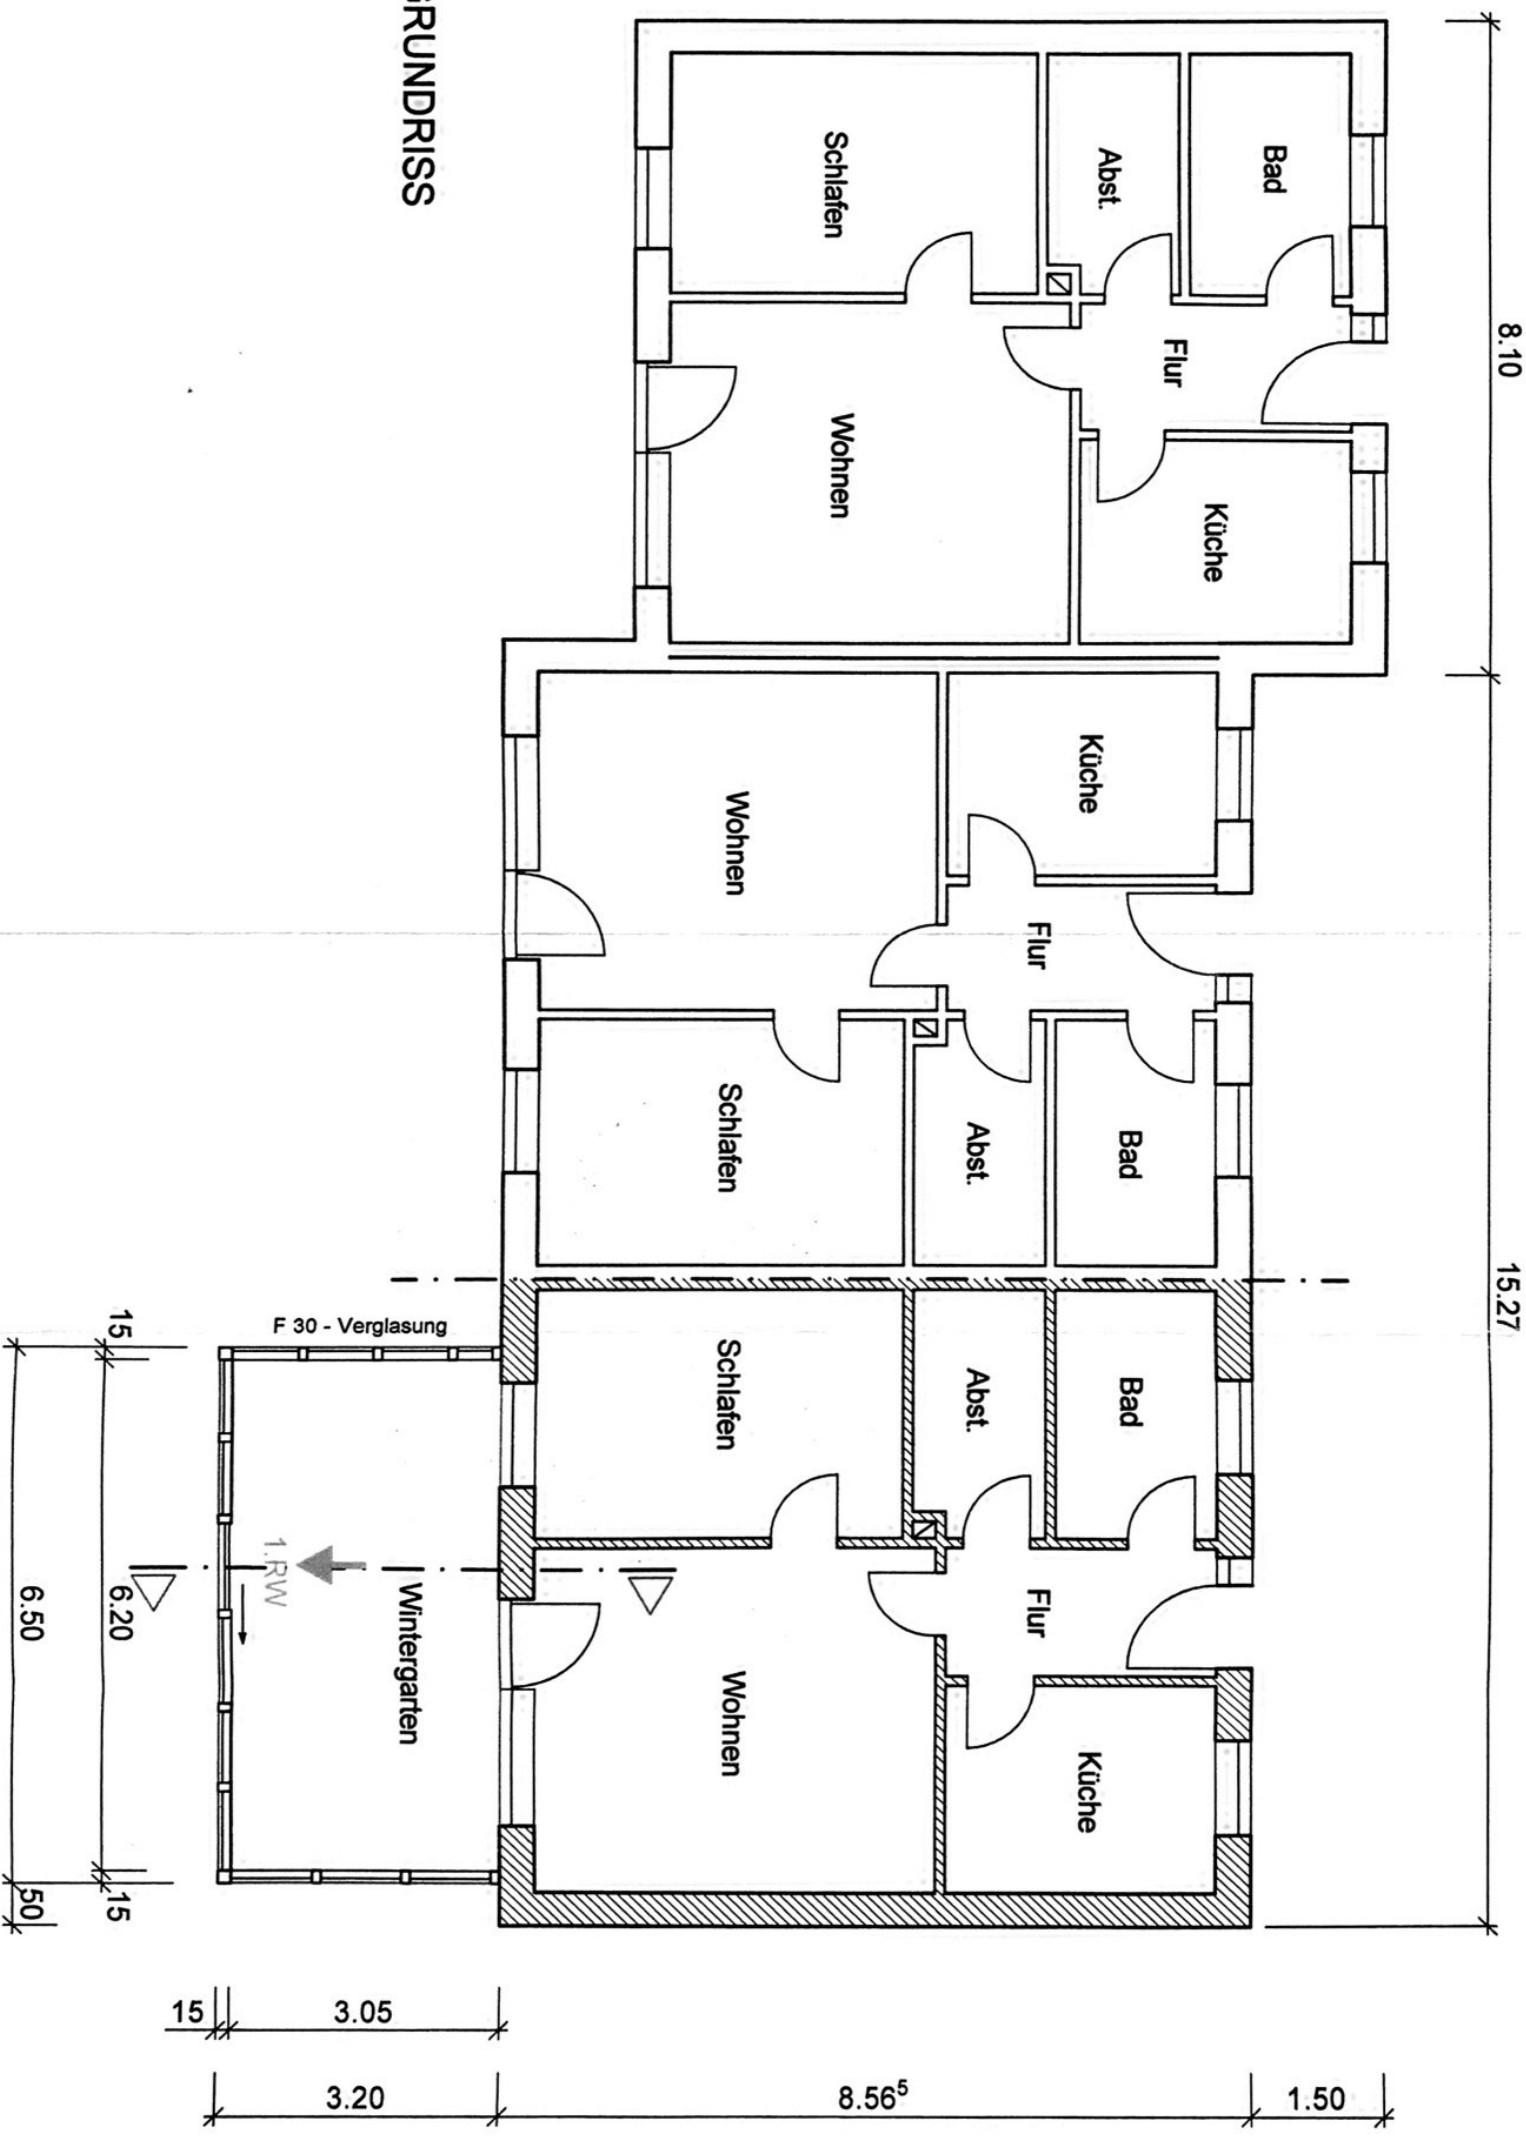 GRUNDRISS
8.10
15.27
Bad
Abst.
Schlafen
Flur
Wohnen
Küche
Küche
Wohnen
Flur
Schlafen
Abst.
Bad
F 30 - Verglasung
Schlafen
Abst.
Bad
Flur
Wohnen
Küche
Wintergarten
1.RW
15
6.20
15
6.50
50
15
3.05
3.20
8.56⁵
1.50